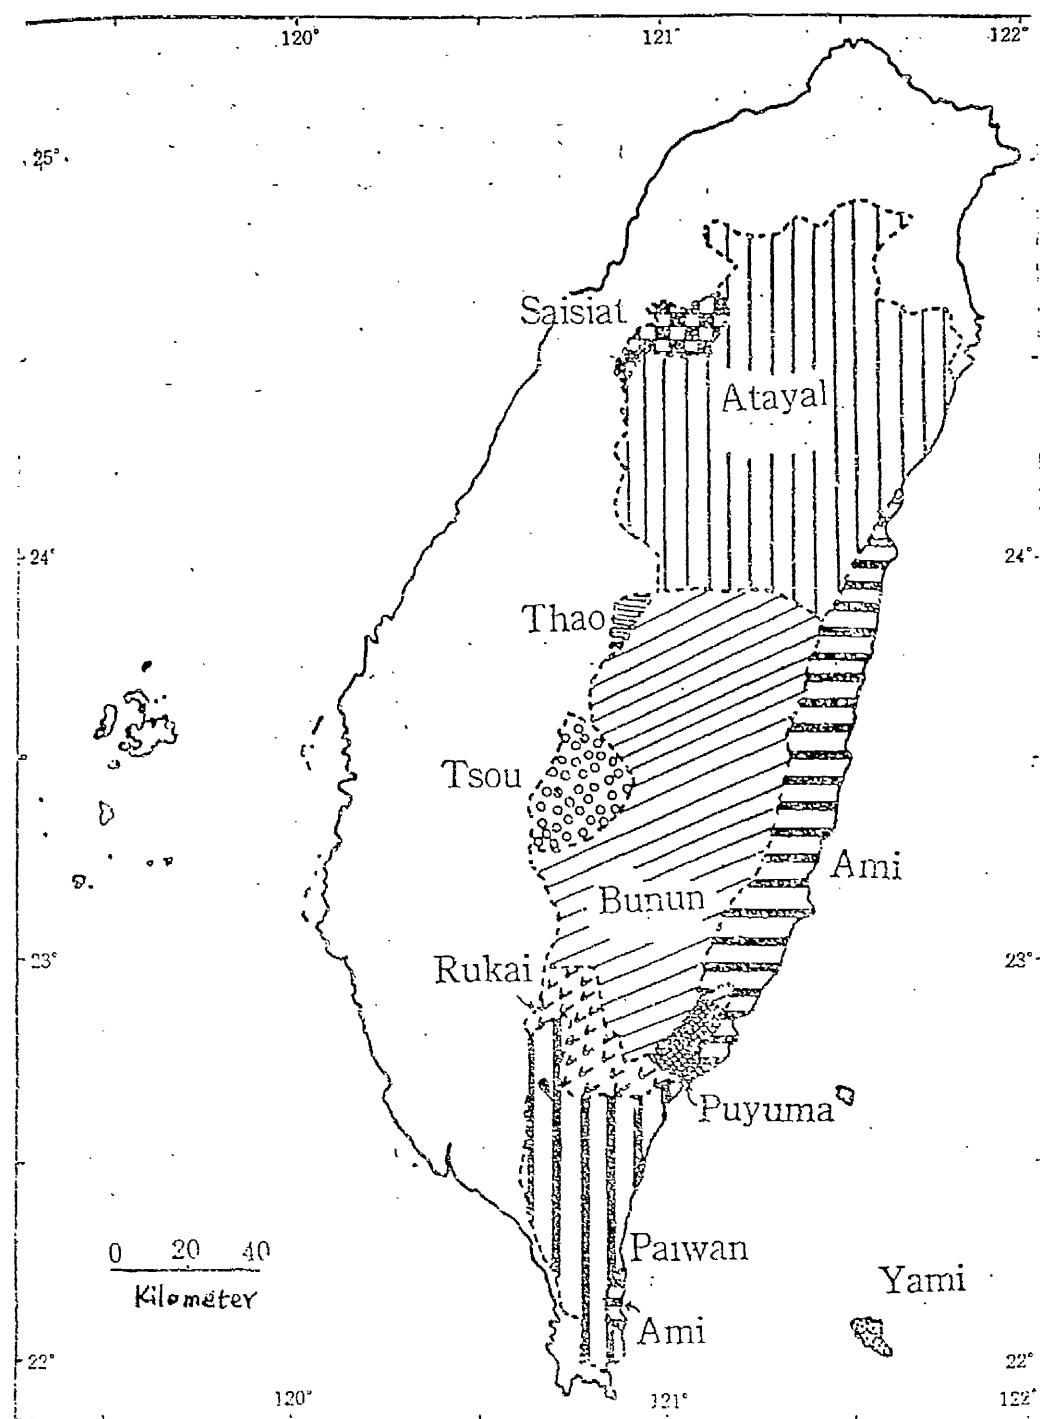 120° 121° 122°
25°
Saisiat
Atayal
24° 24°
Thao
Tsou
Ami
Bunun
23° 23°
Rukai
Puyuma
Paiwan
0 20 40
Kilometer
Yami
Ami
22° 22°
120° 121° 122°